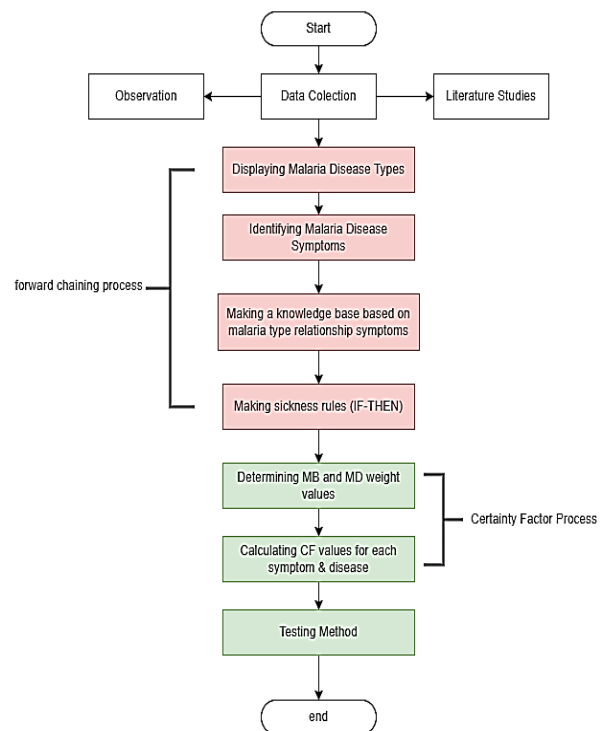 Start
Observation
Data Colection
Literature Studies
Displaying Malaria Disease Types
Identifying Malaria Disease
Symptoms
forward chaining process
Making a knowledge base based on
malaria type relationship symptoms
Making sickness rules (IF-THEN)
Determining MB and MD weight
values
Certainty Factor Process
Calculating CF values for each
symptom & disease
Testing Method
end